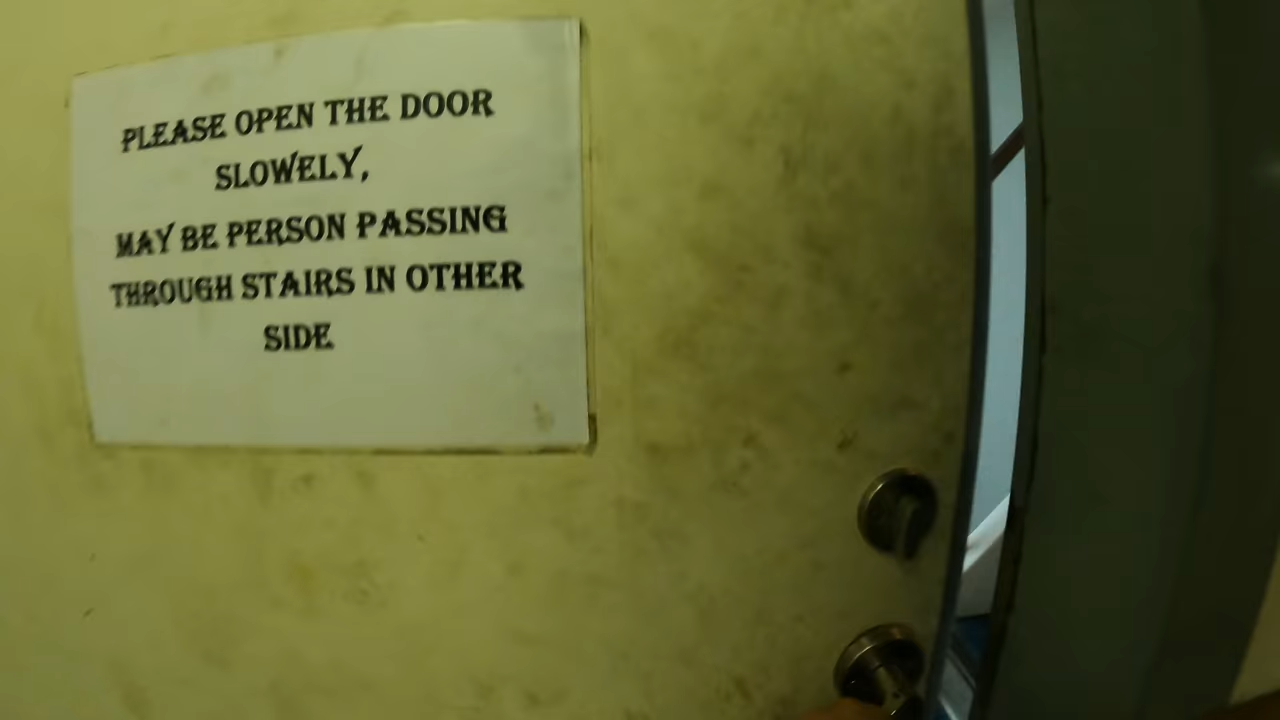 PLEASE OPEN THE DOOR
SLOWELY,
MAY BE PERSON PASSING
THROUGH STAIRS IN OTHER
SIDE